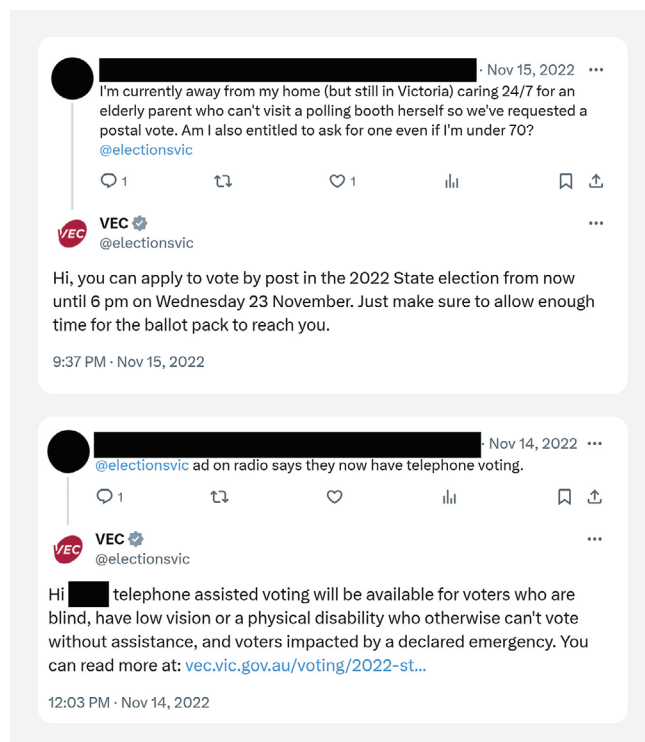 · Nov 15, 2022 ···
I'm currently away from my home (but still in Victoria) caring 24/7 for an
elderly parent who can't visit a polling booth herself so we've requested a
postal vote. Am I also entitled to ask for one even if I'm under 70?
@electionsvic
1 1
VEC
VEC ···
@electionsvic
Hi, you can apply to vote by post in the 2022 State election from now
until 6 pm on Wednesday 23 November. Just make sure to allow enough
time for the ballot pack to reach you.
9:37 PM · Nov 15, 2022
· Nov 14, 2022 ···
@electionsvic ad on radio says they now have telephone voting.
1
VEC
VEC ···
@electionsvic
Hi telephone assisted voting will be available for voters who are
blind, have low vision or a physical disability who otherwise can't vote
without assistance, and voters impacted by a declared emergency. You
can read more at: vec.vic.gov.au/voting/2022-st...
12:03 PM · Nov 14, 2022